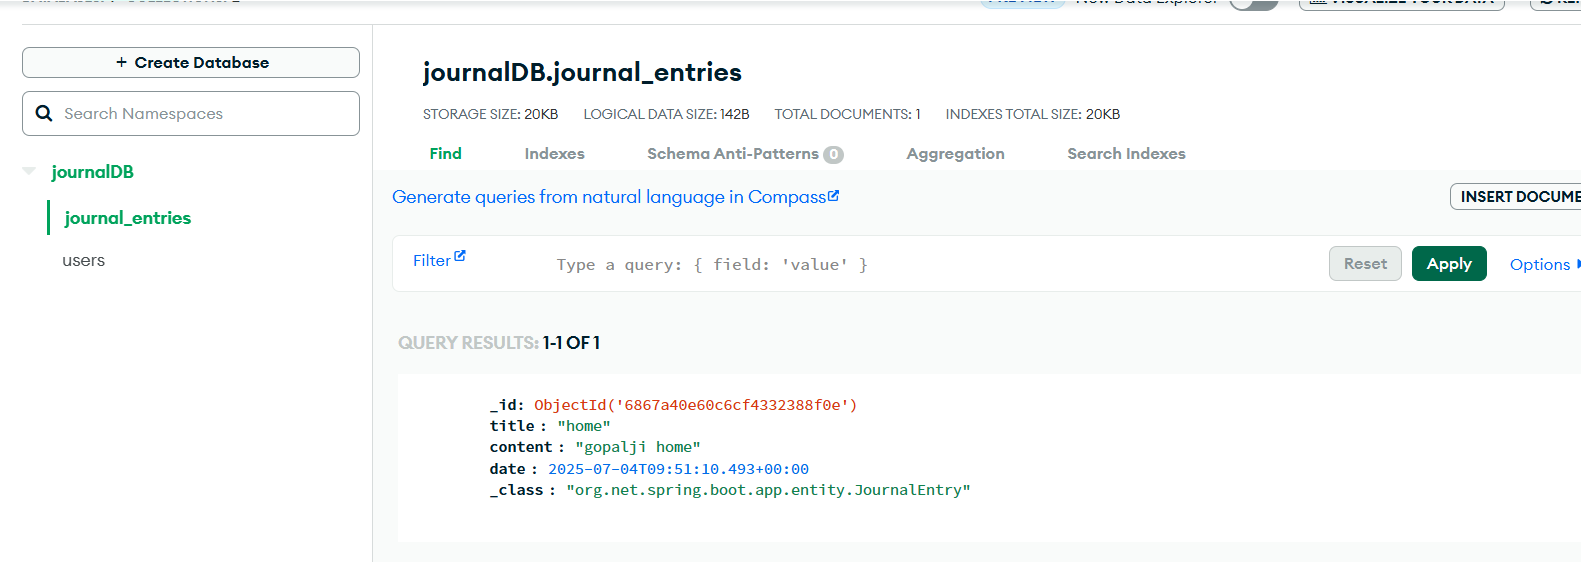 + Create Database
Search Namespaces
journalDB
journal_entries
users
journalDB.journal_entries
STORAGE SIZE: 20KB LOGICAL DATA SIZE: 142B TOTAL DOCUMENTS: 1 INDEXES TOTAL SIZE: 20KB
Find Indexes Schema Anti-Patterns 0 Aggregation Search Indexes
Generate queries from natural language in Compass
INSERT DOCUME
Filter Type a query: { field: 'value' } Reset Apply Options
QUERY RESULTS: 1-1 OF 1
_id: ObjectId('6867a40e60c6cf4332388f0e')
title : "home"
content : "gopalji home"
date : 2025-07-04T09:51:10.493+00:00
_class : "org.net.spring.boot.app.entity.JournalEntry"